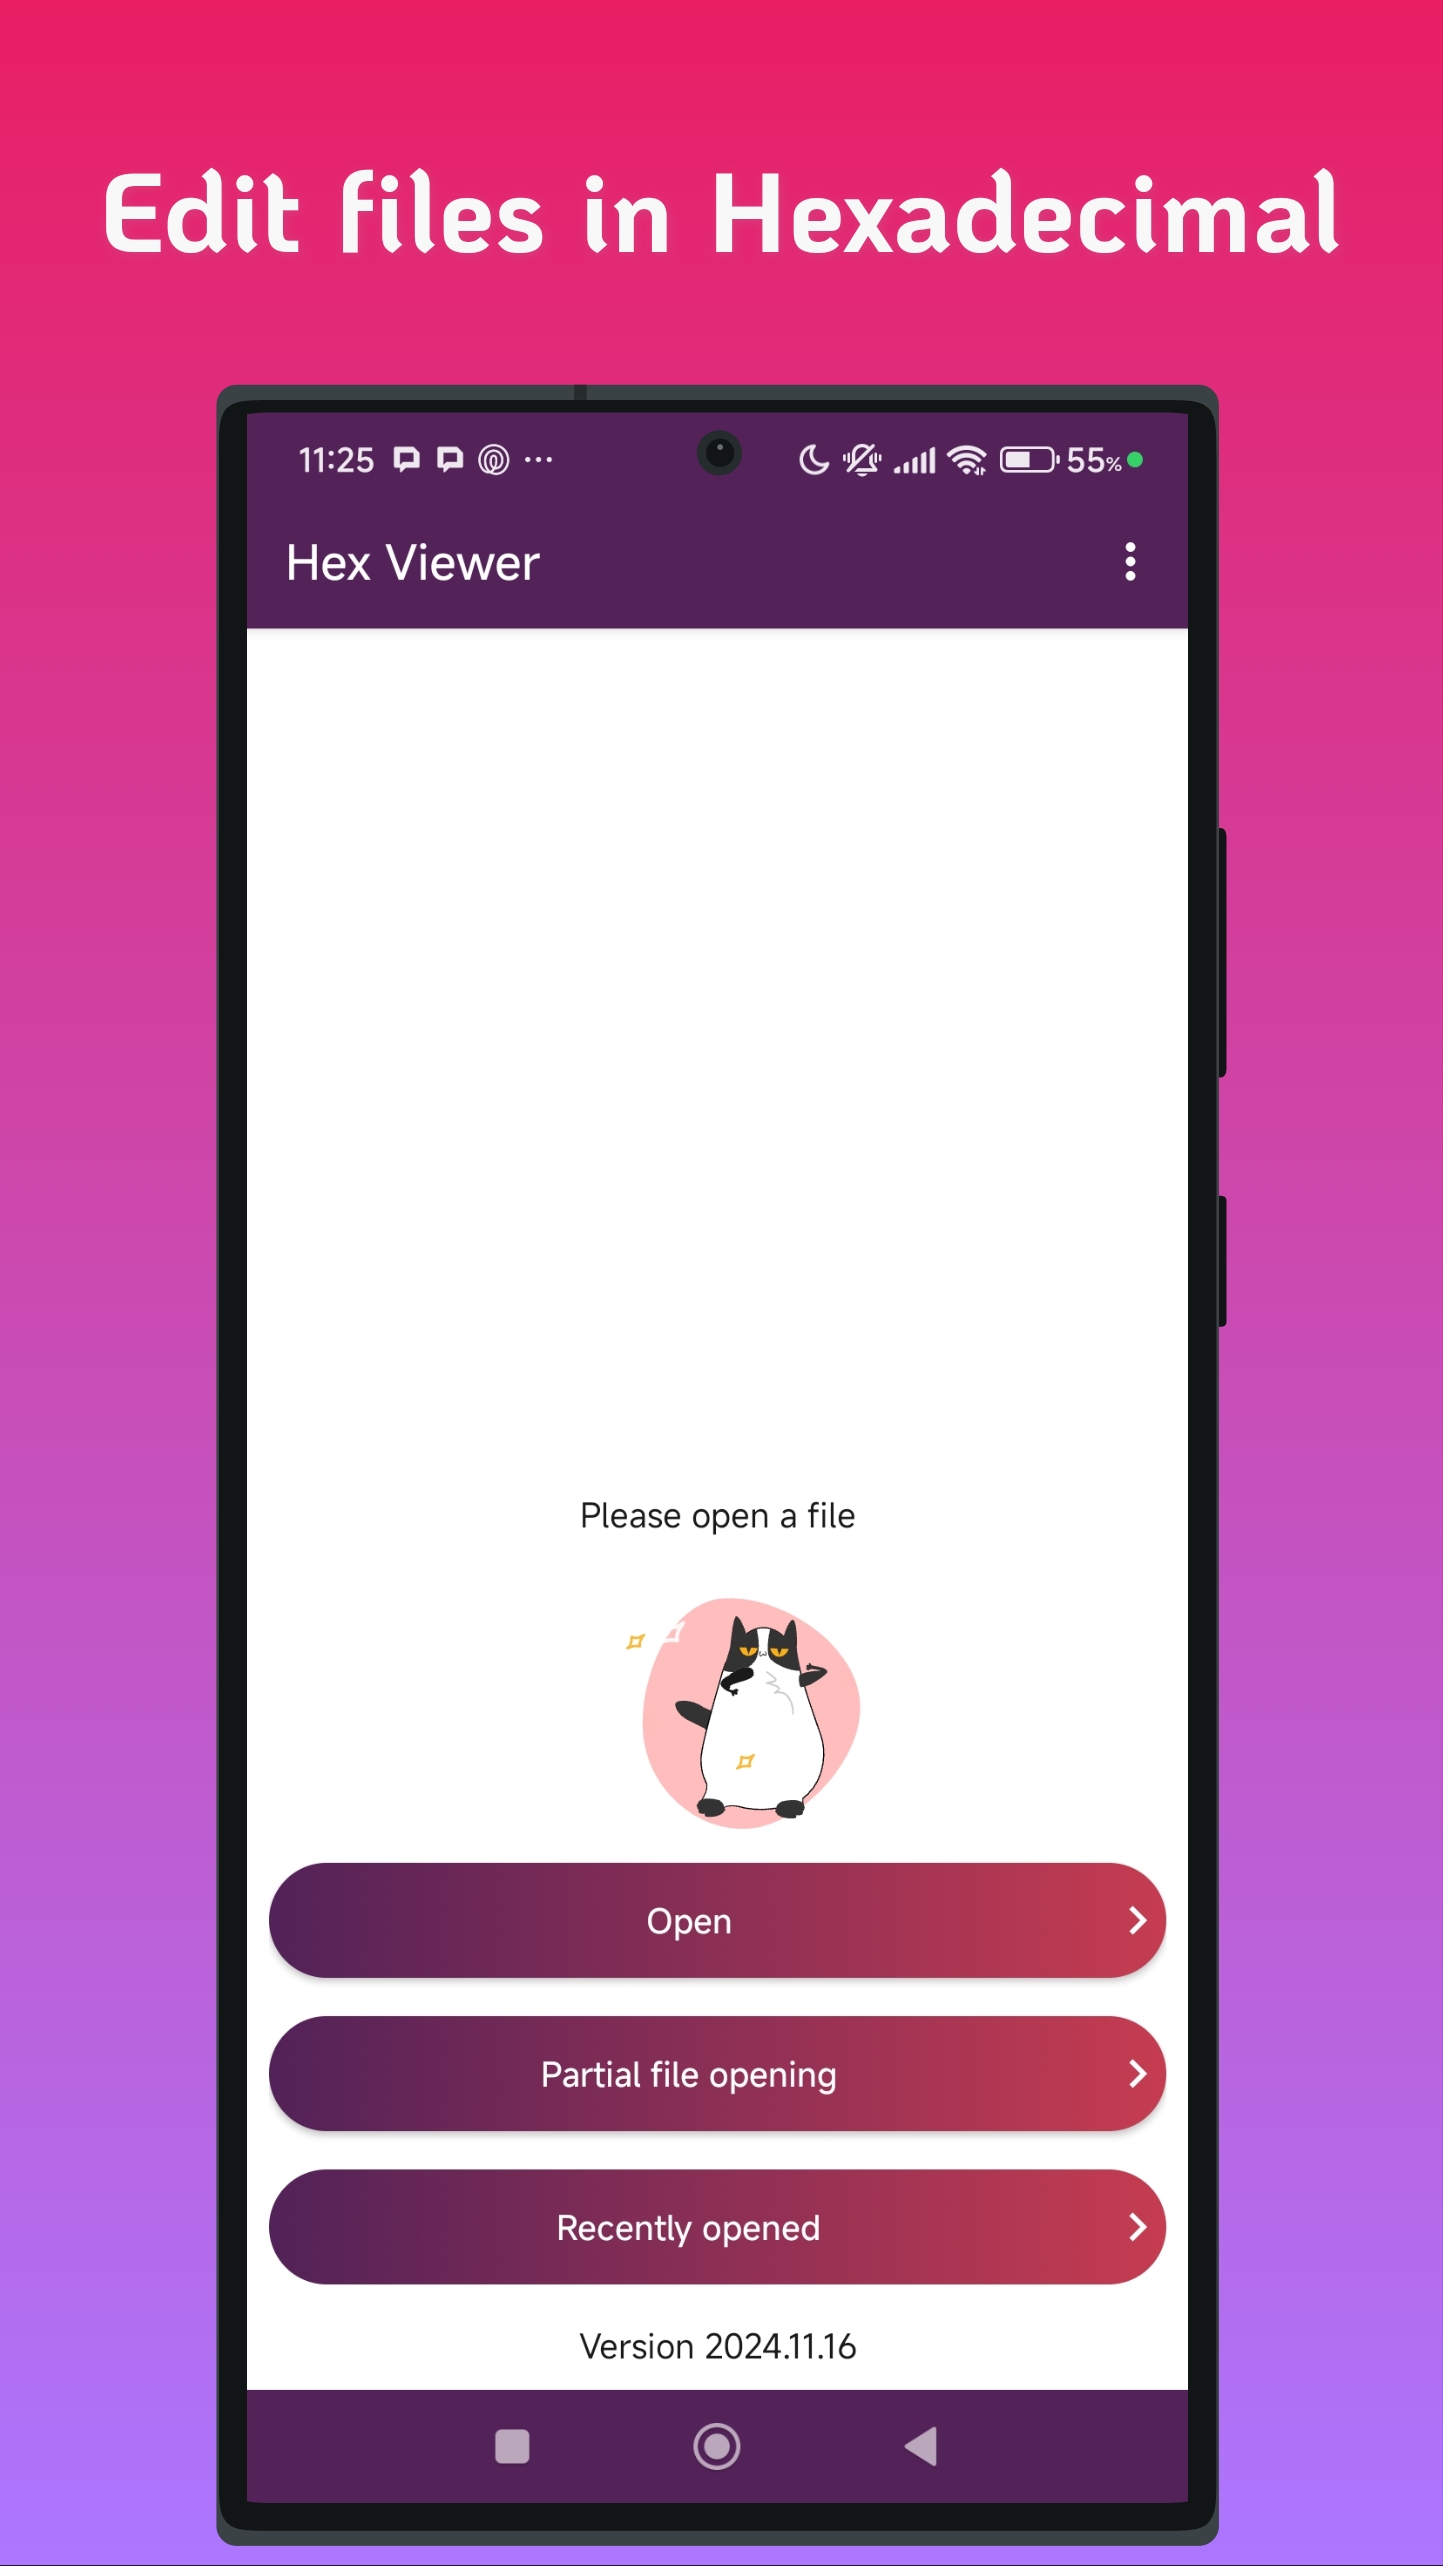 Edit files in Hexadecimal
11:25 ... 55%
Hex Viewer
Please open a file
Open
Partial file opening
Recently opened
Version 2024.11.16